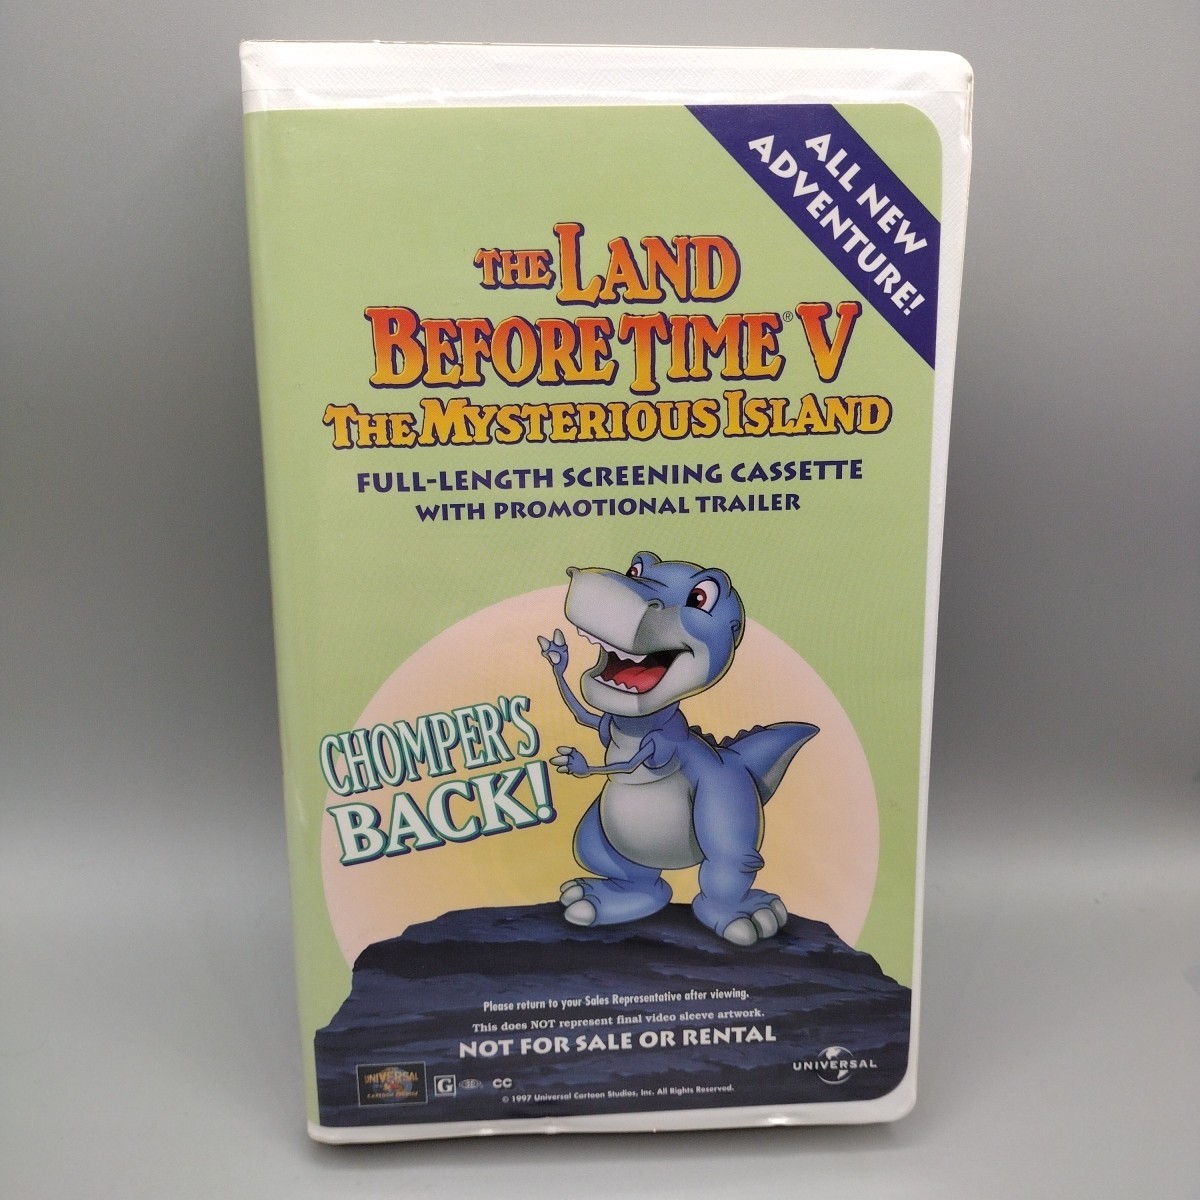 ALL NEW
ADVENTURE!
THE LAND
BEFORE TIME® V
THE MYSTERIOUS ISLAND
FULL-LENGTH SCREENING CASSETTE
WITH PROMOTIONAL TRAILER
CHOMPER'S
BACK!
Please return to your Sales Representative after viewing.
This does NOT represent final video sleeve artwork.
NOT FOR SALE OR RENTAL
UNIVERSAL
UNIVERSAL
G
CC
© 1997 Universal Cartoon Studios, Inc. All Rights Reserved.